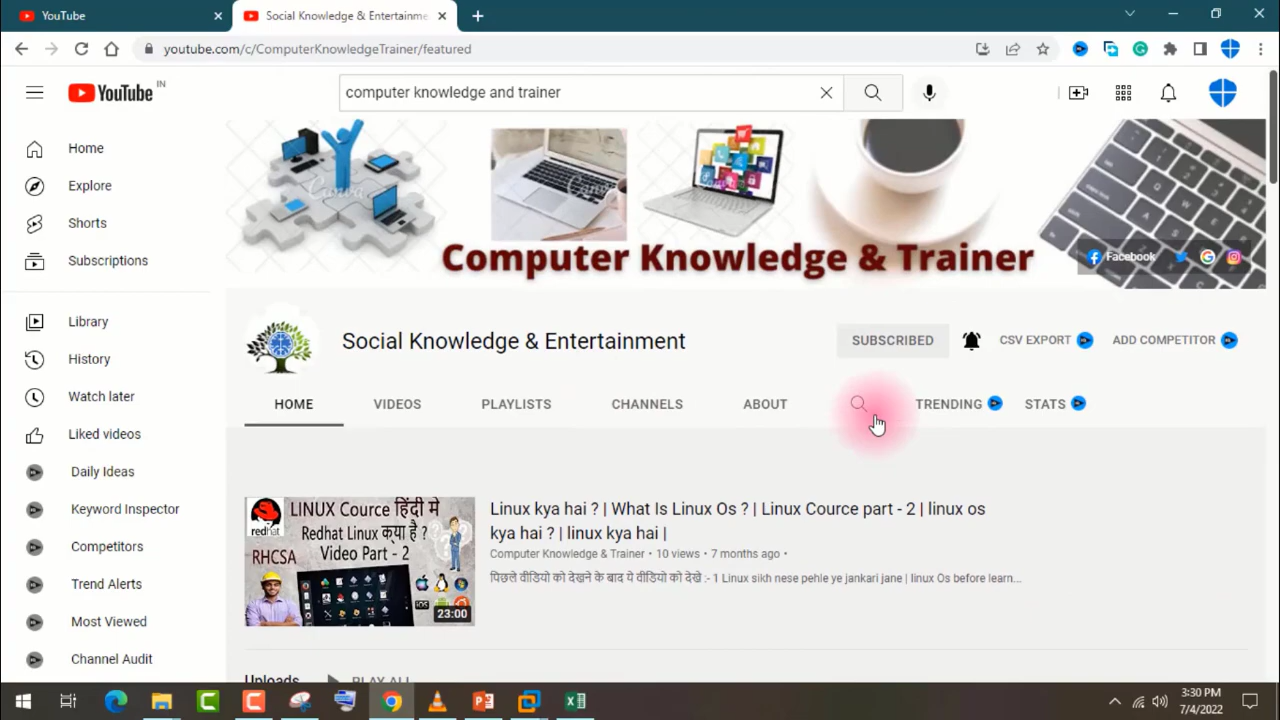 YouTube
Social Knowledge & Entertainme
youtube.com/c/ComputerKnowledgeTrainer/featured
YouTube IN
computer knowledge and trainer
Canva
Canva
Canva
Computer Knowledge & Trainer
Facebook
Home
Explore
Shorts
Subscriptions
Library
History
Watch later
Liked videos
Daily Ideas
Keyword Inspector
Competitors
Trend Alerts
Most Viewed
Channel Audit
Social Knowledge & Entertainment
SUBSCRIBED
CSV EXPORT
ADD COMPETITOR
HOME
VIDEOS
PLAYLISTS
CHANNELS
ABOUT
TRENDING
STATS
redhat
LINUX Cource हिंदी मे
Redhat Linux क्या है ?
RHCSA
Video Part - 2
iOS
23:00
Linux kya hai ? | What Is Linux Os ? | Linux Cource part - 2 | linux os
kya hai ? | linux kya hai |
Computer Knowledge & Trainer • 10 views • 7 months ago •
पिछले वीडियो को देखने के बाद ये वीडियो को देखे :- 1 Linux sikh nese pehle ye jankari jane | linux Os before learn...
Uploads
PLAY ALL
3:30 PM
7/4/2022